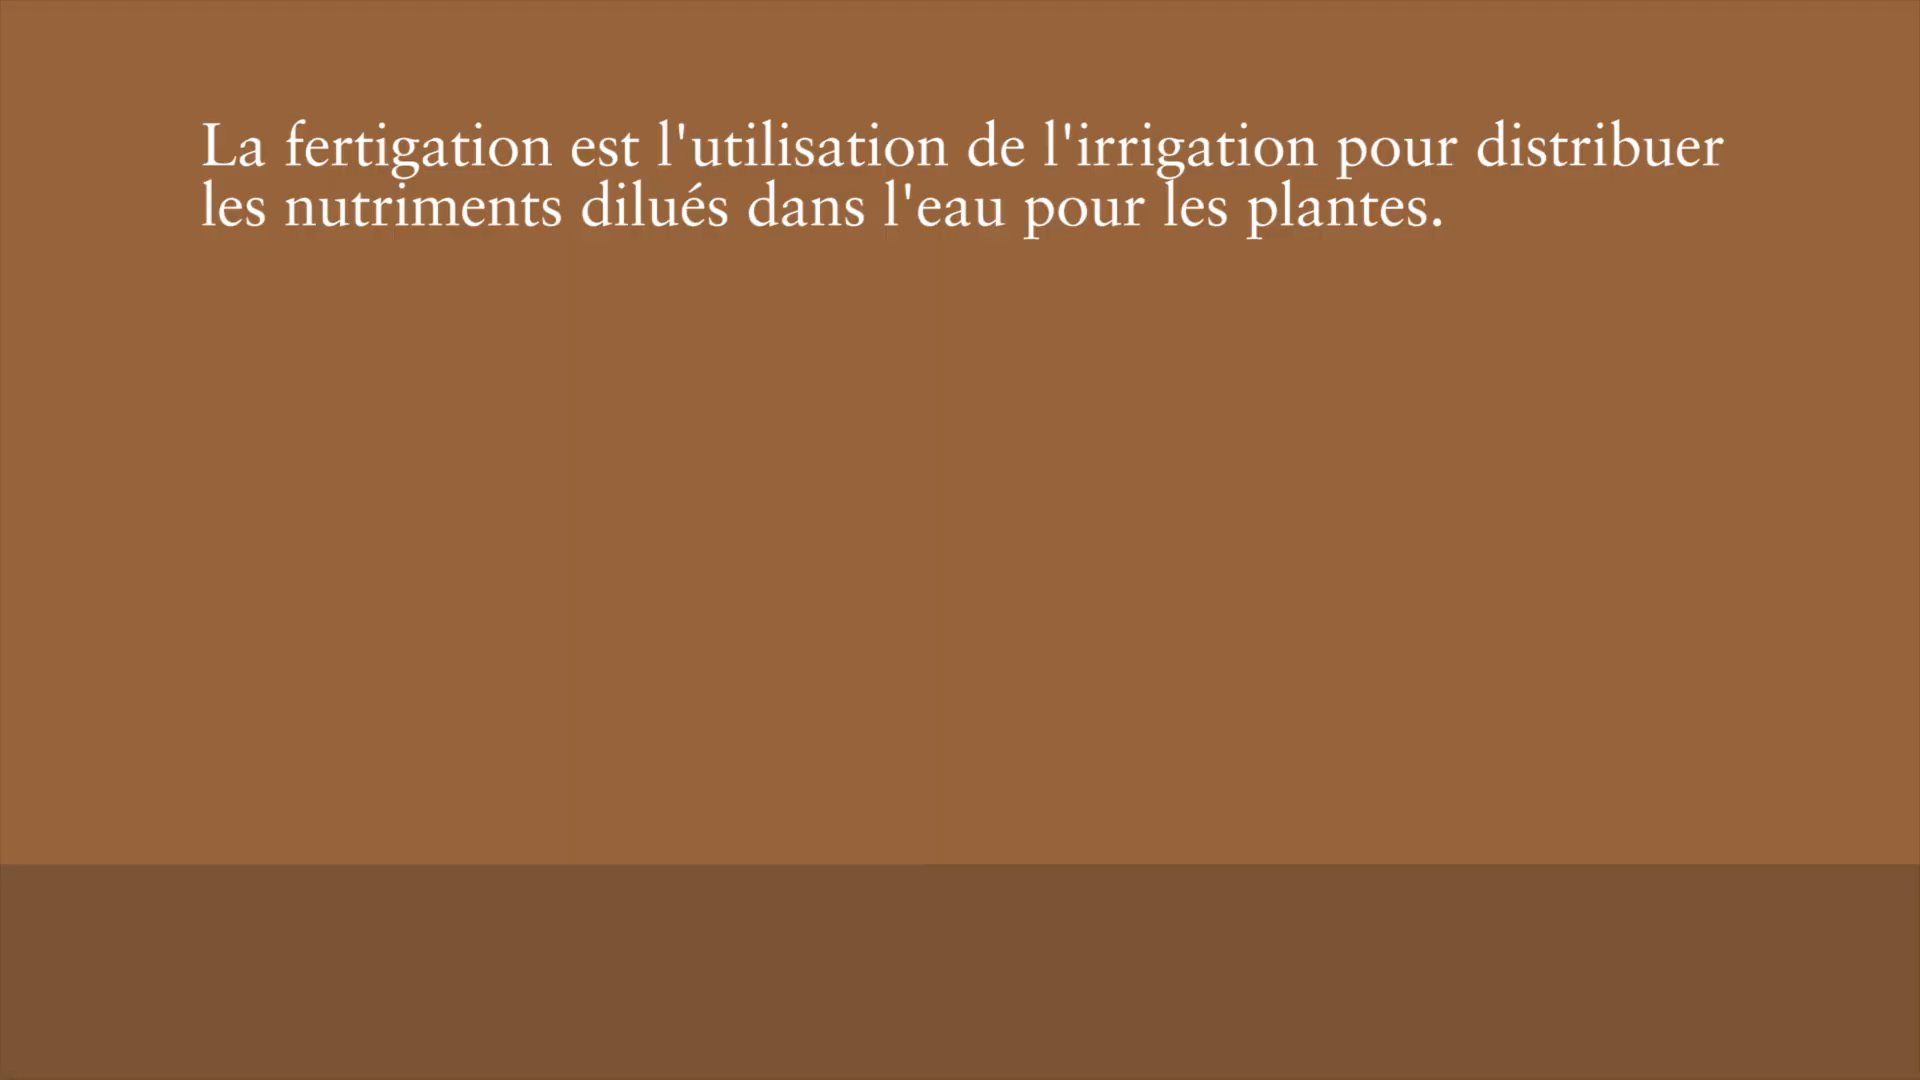 La fertigation est l'utilisation de l'irrigation pour distribuer
les nutriments dilués dans l'eau pour les plantes.